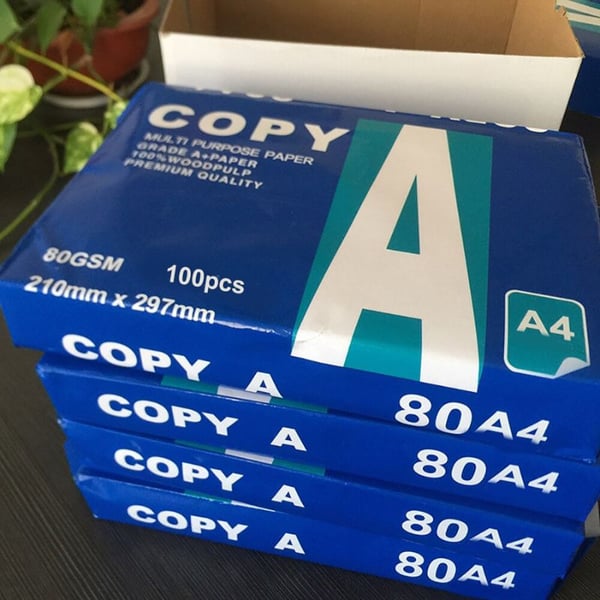 COPY
MULTI PURPOSE PAPER
GRADE A+PAPER
100%WOODPULP
PREMIUM QUALITY
A
80GSM
100pcs
210mm x 297mm
A4
COPY A 80A4
COPY A 80A4
COPY A 80A4
COPY A 80A4